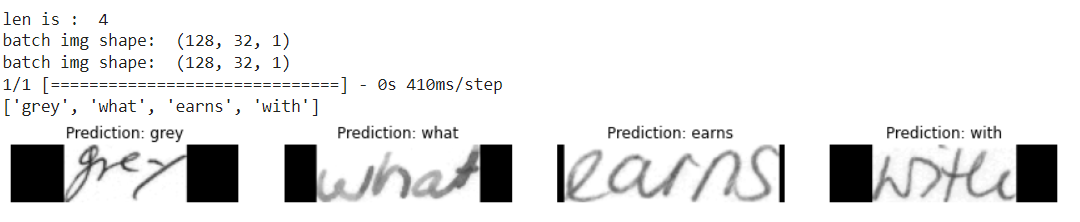 len is :  4
batch img shape:  (128, 32, 1)
batch img shape:  (128, 32, 1)
1/1 [==============================] - 0s 410ms/step
['grey', 'what', 'earns', 'with']
Prediction: grey Prediction: what Prediction: earns Prediction: with
grey what earns with